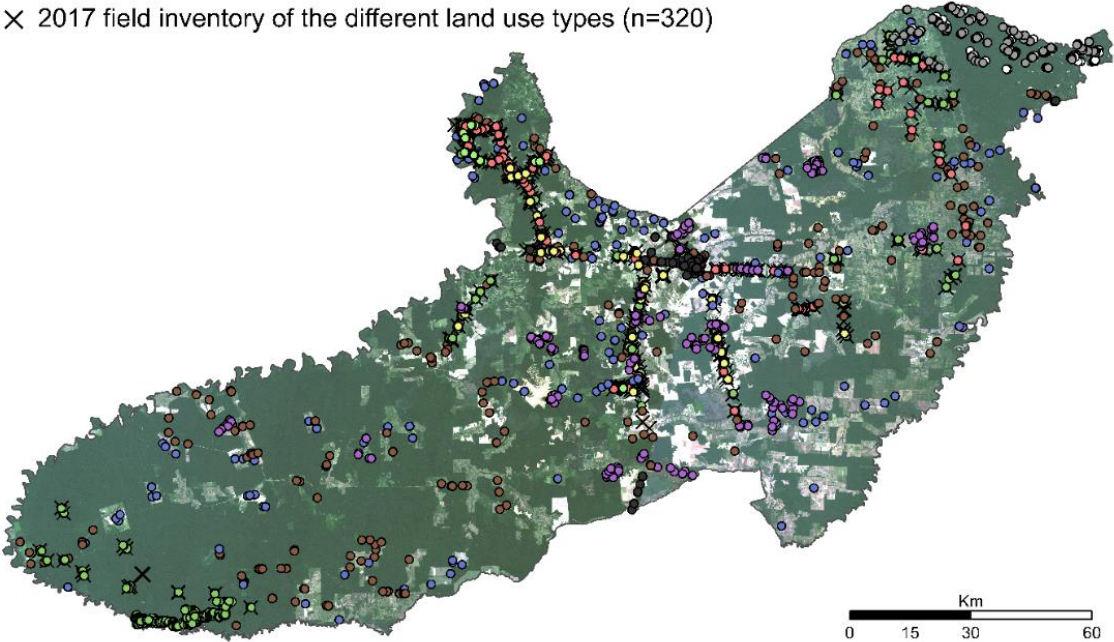 2017 field inventory of the different land use types (n=320)
Km
0 15 30 60